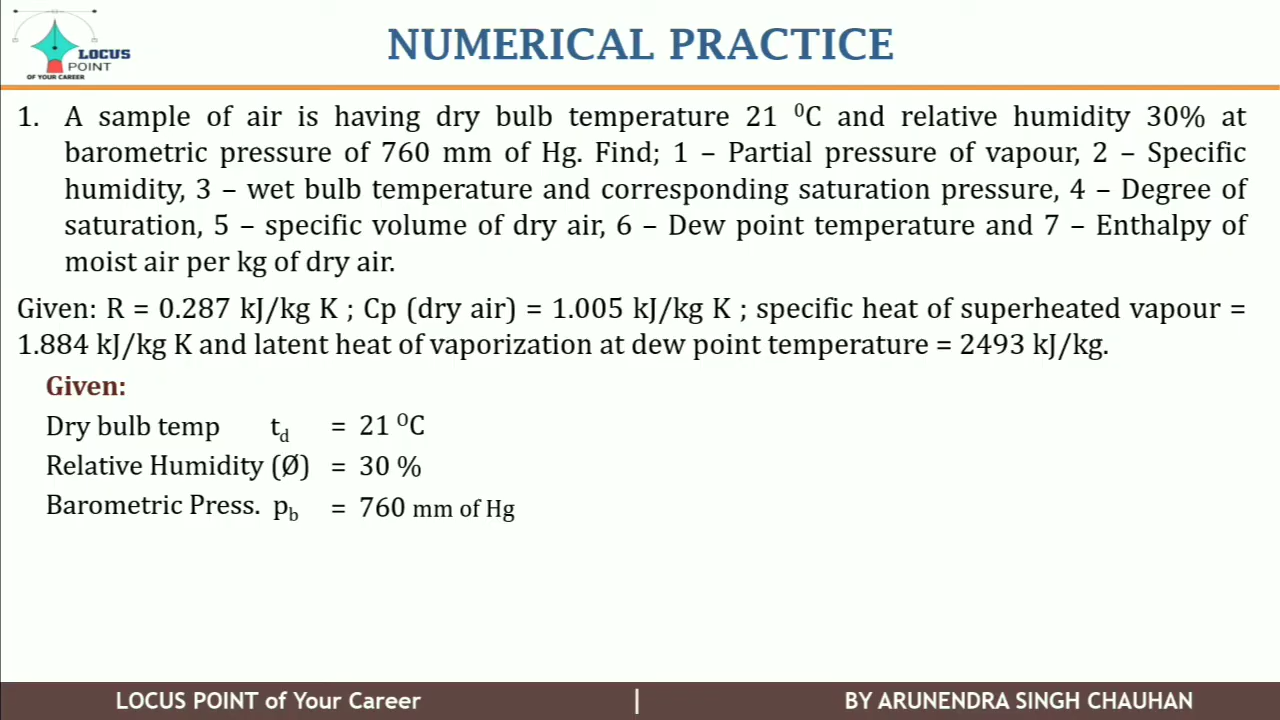 LOCUS
POINT
OF YOUR CAREER
NUMERICAL PRACTICE
1. A sample of air is having dry bulb temperature 21 ⁰C and relative humidity 30% at
barometric pressure of 760 mm of Hg. Find; 1 – Partial pressure of vapour, 2 – Specific
humidity, 3 – wet bulb temperature and corresponding saturation pressure, 4 – Degree of
saturation, 5 – specific volume of dry air, 6 – Dew point temperature and 7 – Enthalpy of
moist air per kg of dry air.
Given: R = 0.287 kJ/kg K ; Cp (dry air) = 1.005 kJ/kg K ; specific heat of superheated vapour =
1.884 kJ/kg K and latent heat of vaporization at dew point temperature = 2493 kJ/kg.
Given:
Dry bulb temp t_d = 21 ᴼC
Relative Humidity (Ø) = 30 %
Barometric Press. p_b = 760 mm of Hg
LOCUS POINT of Your Career | BY ARUNENDRA SINGH CHAUHAN